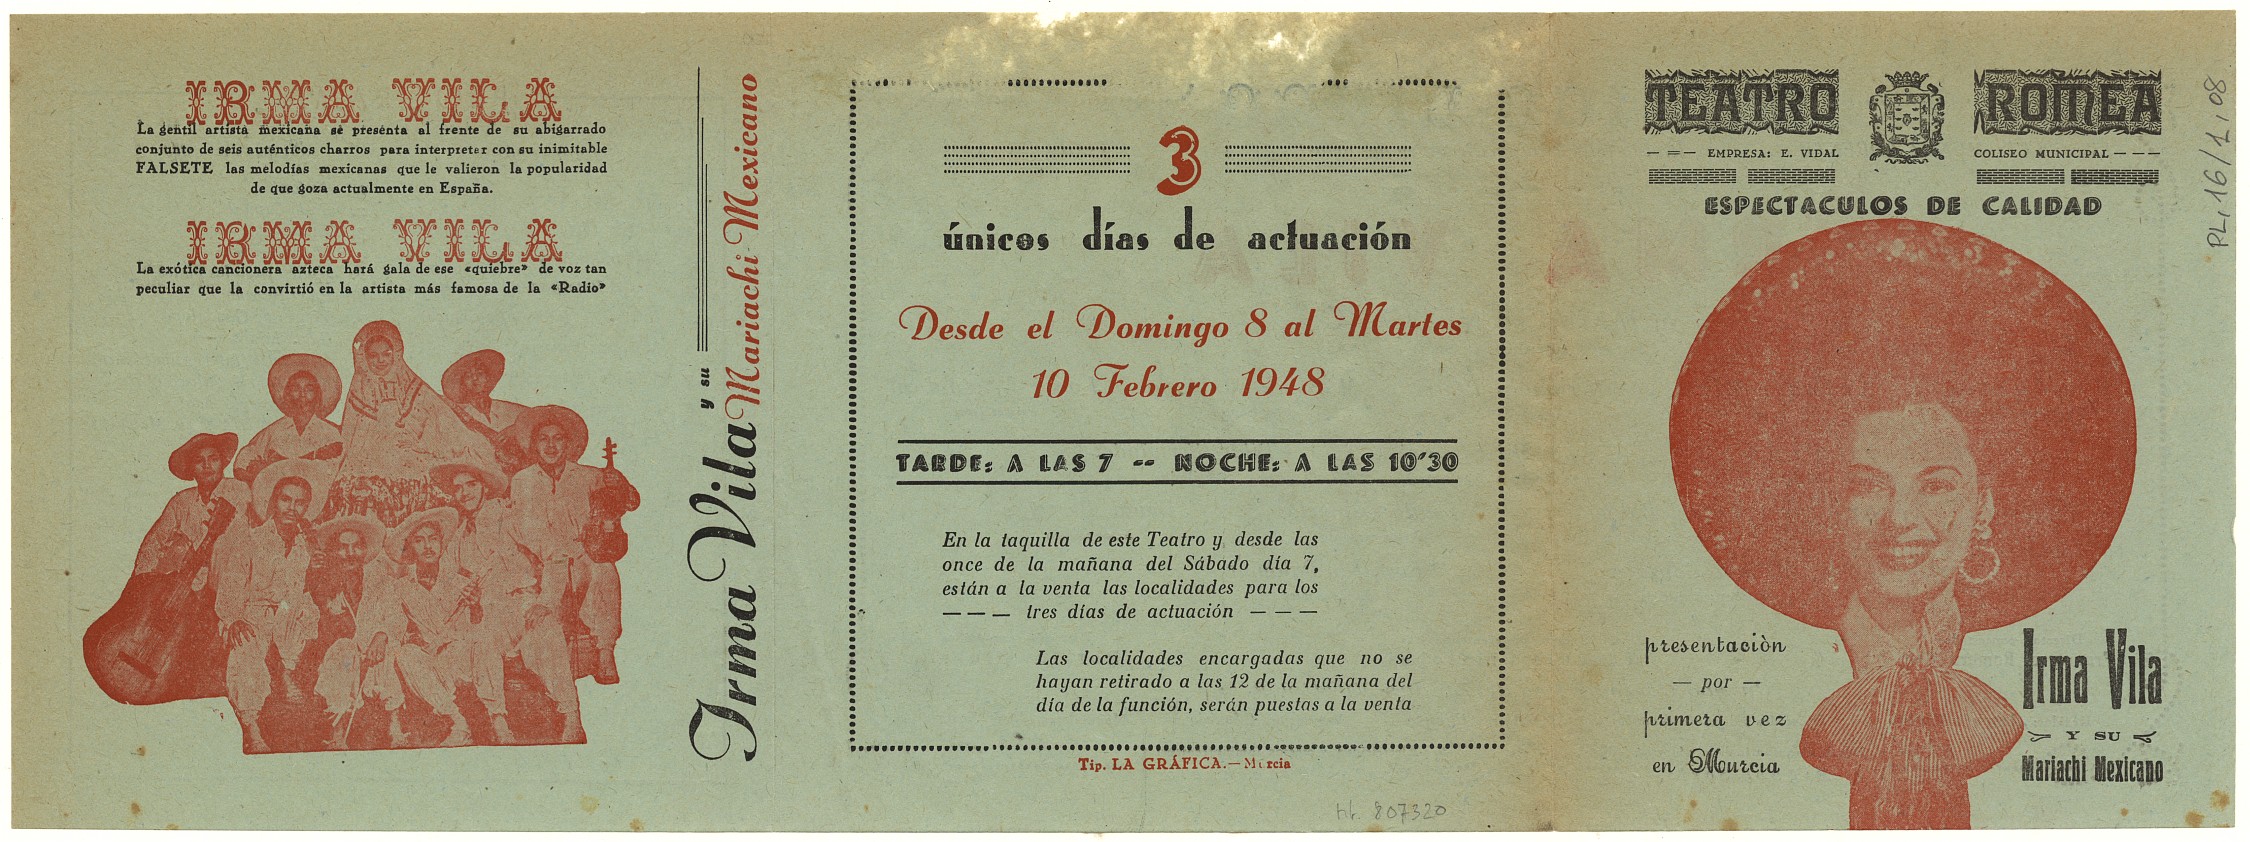 IRMA VILA
La gentil artista mexicana se presenta al frente de su abigarrado
conjunto de seis auténticos charros para interpretar con su inimitable
FALSETE las melodías mexicanas que le valieron la popularidad
de que goza actualmente en España.
IRMA VILA
La exótica cancionera azteca hará gala de ese «quiebre» de voz tan
peculiar que la convirtió en la artista más famosa de la «Radio»
Irma Vila y su Mariachi Mexicano
3
únicos días de actuación
Desde el Domingo 8 al Martes
10 Febrero 1948
TARDE: A LAS 7 -- NOCHE: A LAS 10'30
En la taquilla de este Teatro y desde las
once de la mañana del Sábado día 7,
están a la venta las localidades para los
— — — tres días de actuación — — —
Las localidades encargadas que no se
hayan retirado a las 12 de la mañana del
día de la función, serán puestas a la venta
Tip. LA GRÁFICA.—Murcia
nt. 807320
TEATRO ROMEA
EMPRESA: E. VIDAL COLISEO MUNICIPAL
ESPECTACULOS DE CALIDAD
presentaciòn
— por —
primera vez
en Murcia
Irma Vila
Y SU
Mariachi Mexicano
PLi 16/1.108